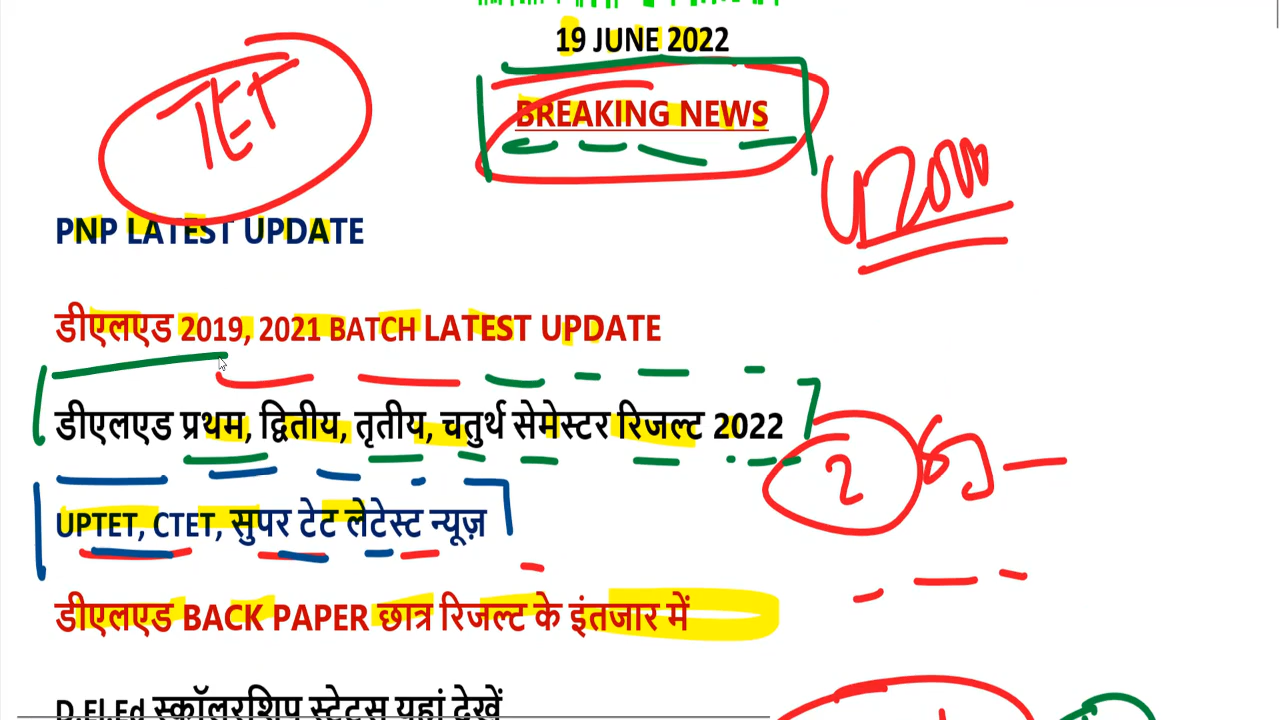 19 JUNE 2022
BREAKING NEWS
TET
PNP LATEST UPDATE
डीएलएड 2019, 2021 BATCH LATEST UPDATE
डीएलएड प्रथम, द्वितीय, तृतीय, चतुर्थ सेमेस्टर रिजल्ट 2022
2
UPTET, CTET, सुपर टेट लेटेस्ट न्यूज़
डीएलएड BACK PAPER छात्र रिजल्ट के इंतजार में
D.El.Ed स्कॉलरशिप स्टेटस यहां देखें